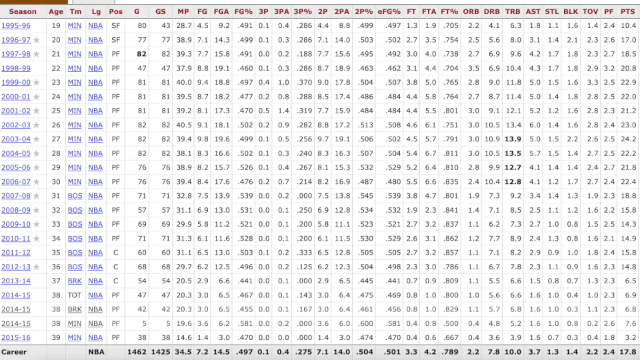 Season Age Tm Lg Pos G GS MP FG FGA FG% 3P 3PA 3P% 2P 2PA 2P% eFG% FT FTA FT% ORB DRB TRB AST STL BLK TOV PF PTS
1995-96 19 MIN NBA SF 80 43 28.7 4.5 9.2 .491 0.1 0.4 .286 4.4 8.8 .499 .497 1.3 1.9 .705 2.2 4.1 6.3 1.8 1.1 1.6 1.4 2.4 10.4
1996-97 ★ 20 MIN NBA PF 77 77 38.9 7.1 14.3 .499 0.1 0.3 .286 7.1 14.0 .503 .502 2.7 3.5 .754 2.5 5.6 8.0 3.1 1.4 2.1 2.3 2.6 17.0
1997-98 ★ 21 MIN NBA PF 82 82 39.3 7.7 15.8 .491 0.0 0.2 .188 7.7 15.6 .495 .492 3.0 4.0 .738 2.7 6.9 9.6 4.2 1.7 1.8 2.3 2.7 18.5
1998-99 22 MIN NBA PF 47 47 37.9 8.8 19.1 .460 0.1 0.3 .286 8.7 18.9 .463 .462 3.1 4.4 .704 3.5 6.9 10.4 4.3 1.7 1.8 2.9 3.2 20.8
1999-00 ★ 23 MIN NBA PF 81 81 40.0 9.4 18.8 .497 0.4 1.0 .370 9.0 17.8 .504 .507 3.8 5.0 .765 2.8 9.0 11.8 5.0 1.5 1.6 3.3 2.5 22.9
2000-01 ★ 24 MIN NBA PF 81 81 39.5 8.7 18.2 .477 0.2 0.8 .288 8.5 17.4 .486 .484 4.4 5.8 .764 2.7 8.7 11.4 5.0 1.4 1.8 2.8 2.5 22.0
2001-02 ★ 25 MIN NBA PF 81 81 39.2 8.1 17.3 .470 0.5 1.4 .319 7.7 15.9 .484 .484 4.4 5.5 .801 3.0 9.1 12.1 5.2 1.2 1.6 2.8 2.3 21.2
2002-03 ★ 26 MIN NBA PF 82 82 40.5 9.1 18.1 .502 0.2 0.9 .282 8.8 17.2 .513 .508 4.6 6.1 .751 3.0 10.5 13.4 6.0 1.4 1.6 2.8 2.4 23.0
2003-04 ★ 27 MIN NBA PF 82 82 39.4 9.8 19.6 .499 0.1 0.5 .256 9.7 19.1 .506 .502 4.5 5.7 .791 3.0 10.9 13.9 5.0 1.5 2.2 2.6 2.5 24.2
2004-05 ★ 28 MIN NBA PF 82 82 38.1 8.3 16.6 .502 0.1 0.3 .240 8.2 16.3 .507 .504 5.4 6.7 .811 3.0 10.5 13.5 5.7 1.5 1.4 2.7 2.5 22.2
2005-06 ★ 29 MIN NBA PF 76 76 38.9 8.2 15.7 .526 0.1 0.4 .267 8.1 15.3 .532 .529 5.2 6.4 .810 2.8 9.9 12.7 4.1 1.4 1.4 2.4 2.7 21.8
2006-07 ★ 30 MIN NBA PF 76 76 39.4 8.4 17.6 .476 0.2 0.7 .214 8.2 16.9 .487 .480 5.5 6.6 .835 2.4 10.4 12.8 4.1 1.2 1.7 2.7 2.4 22.4
2007-08 ★ 31 BOS NBA PF 71 71 32.8 7.5 13.9 .539 0.0 0.2 .000 7.5 13.8 .545 .539 3.8 4.7 .801 1.9 7.3 9.2 3.4 1.4 1.3 1.9 2.3 18.8
2008-09 ★ 32 BOS NBA PF 57 57 31.1 6.9 13.0 .531 0.0 0.1 .250 6.9 12.8 .534 .532 1.9 2.3 .841 1.4 7.1 8.5 2.5 1.1 1.2 1.6 2.2 15.8
2009-10 ★ 33 BOS NBA PF 69 69 29.9 5.8 11.2 .521 0.0 0.1 .200 5.8 11.1 .523 .521 2.7 3.2 .837 1.1 6.2 7.3 2.7 1.0 0.8 1.5 2.5 14.3
2010-11 ★ 34 BOS NBA PF 71 71 31.3 6.1 11.6 .528 0.0 0.1 .200 6.1 11.5 .530 .529 2.6 3.1 .862 1.2 7.7 8.9 2.4 1.3 0.8 1.6 2.1 14.9
2011-12 35 BOS NBA C 60 60 31.1 6.5 13.0 .503 0.1 0.2 .333 6.5 12.8 .505 .505 2.7 3.2 .857 1.1 7.1 8.2 2.9 0.9 1.0 1.8 2.4 15.8
2012-13 ★ 36 BOS NBA C 68 68 29.7 6.2 12.5 .496 0.0 0.2 .125 6.2 12.4 .502 .498 2.3 3.0 .786 1.1 6.7 7.8 2.3 1.1 0.9 1.6 2.3 14.8
2013-14 37 BRK NBA C 54 54 20.5 2.9 6.6 .441 0.0 0.1 .000 2.9 6.5 .445 .441 0.7 0.9 .809 1.1 5.5 6.6 1.5 0.8 0.7 1.3 2.3 6.5
2014-15 38 TOT NBA PF 47 47 20.3 3.0 6.5 .467 0.0 0.1 .143 3.0 6.4 .475 .469 0.8 1.0 .820 0.9 5.6 6.6 1.6 1.0 0.3 1.1 2.2 6.9
2014-15 38 BRK NBA PF 42 42 20.3 3.0 6.7 .455 0.0 0.1 .167 3.0 6.5 .460 .457 0.8 1.0 .829 1.0 5.8 6.8 1.6 1.0 0.3 1.1 2.2 6.8
2014-15 38 MIN NBA PF 5 5 19.6 3.6 6.2 .581 0.0 0.2 .000 3.6 6.0 .600 .581 0.4 0.8 .500 0.4 4.8 5.2 1.6 1.0 0.8 1.0 1.8 7.6
2015-16 39 MIN NBA PF 38 38 14.6 1.4 3.0 .470 0.0 0.0 .000 1.4 3.0 .474 .470 0.4 0.6 .667 0.4 3.6 3.9 1.6 0.7 0.3 0.4 1.8 3.2
Career NBA 1462 1425 34.5 7.2 14.5 .497 0.1 0.4 .275 7.1 14.0 .504 .501 3.3 4.2 .789 2.2 7.8 10.0 3.7 1.3 1.4 2.2 2.4 17.8